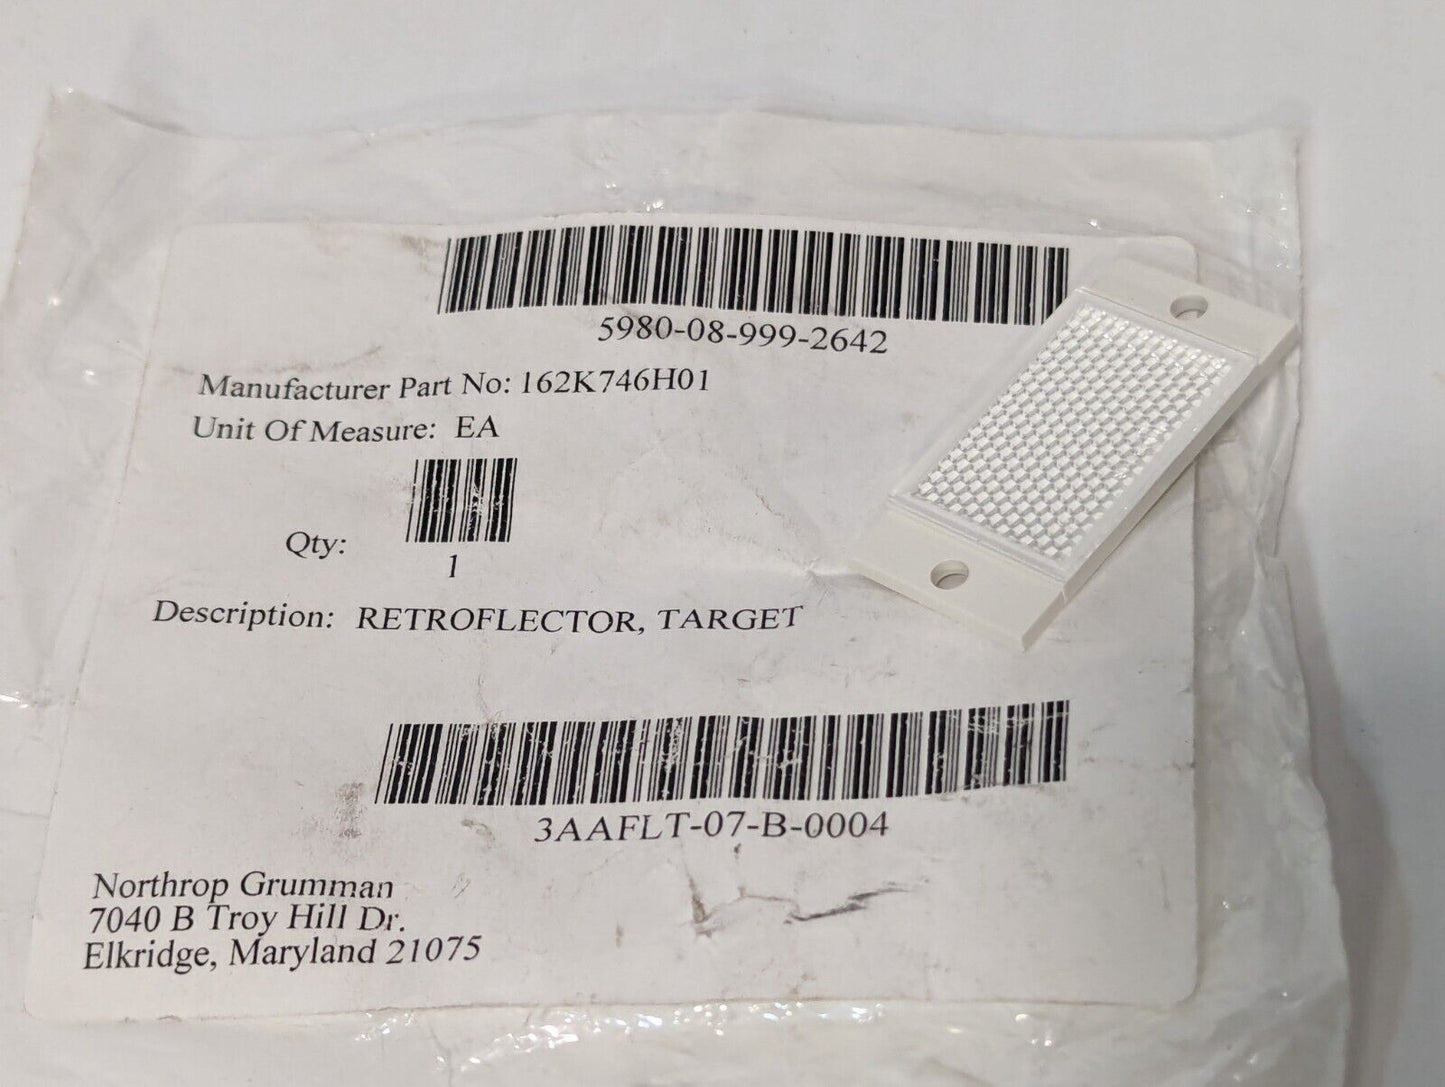 5980-08-999-2642
Manufacturer Part No: 162K746H01
Unit Of Measure: EA
Qty:
1
Description: RETROFLECTOR, TARGET
3AAFLT-07-B-0004
Northrop Grumman
7040 B Troy Hill Dr.
Elkridge, Maryland 21075